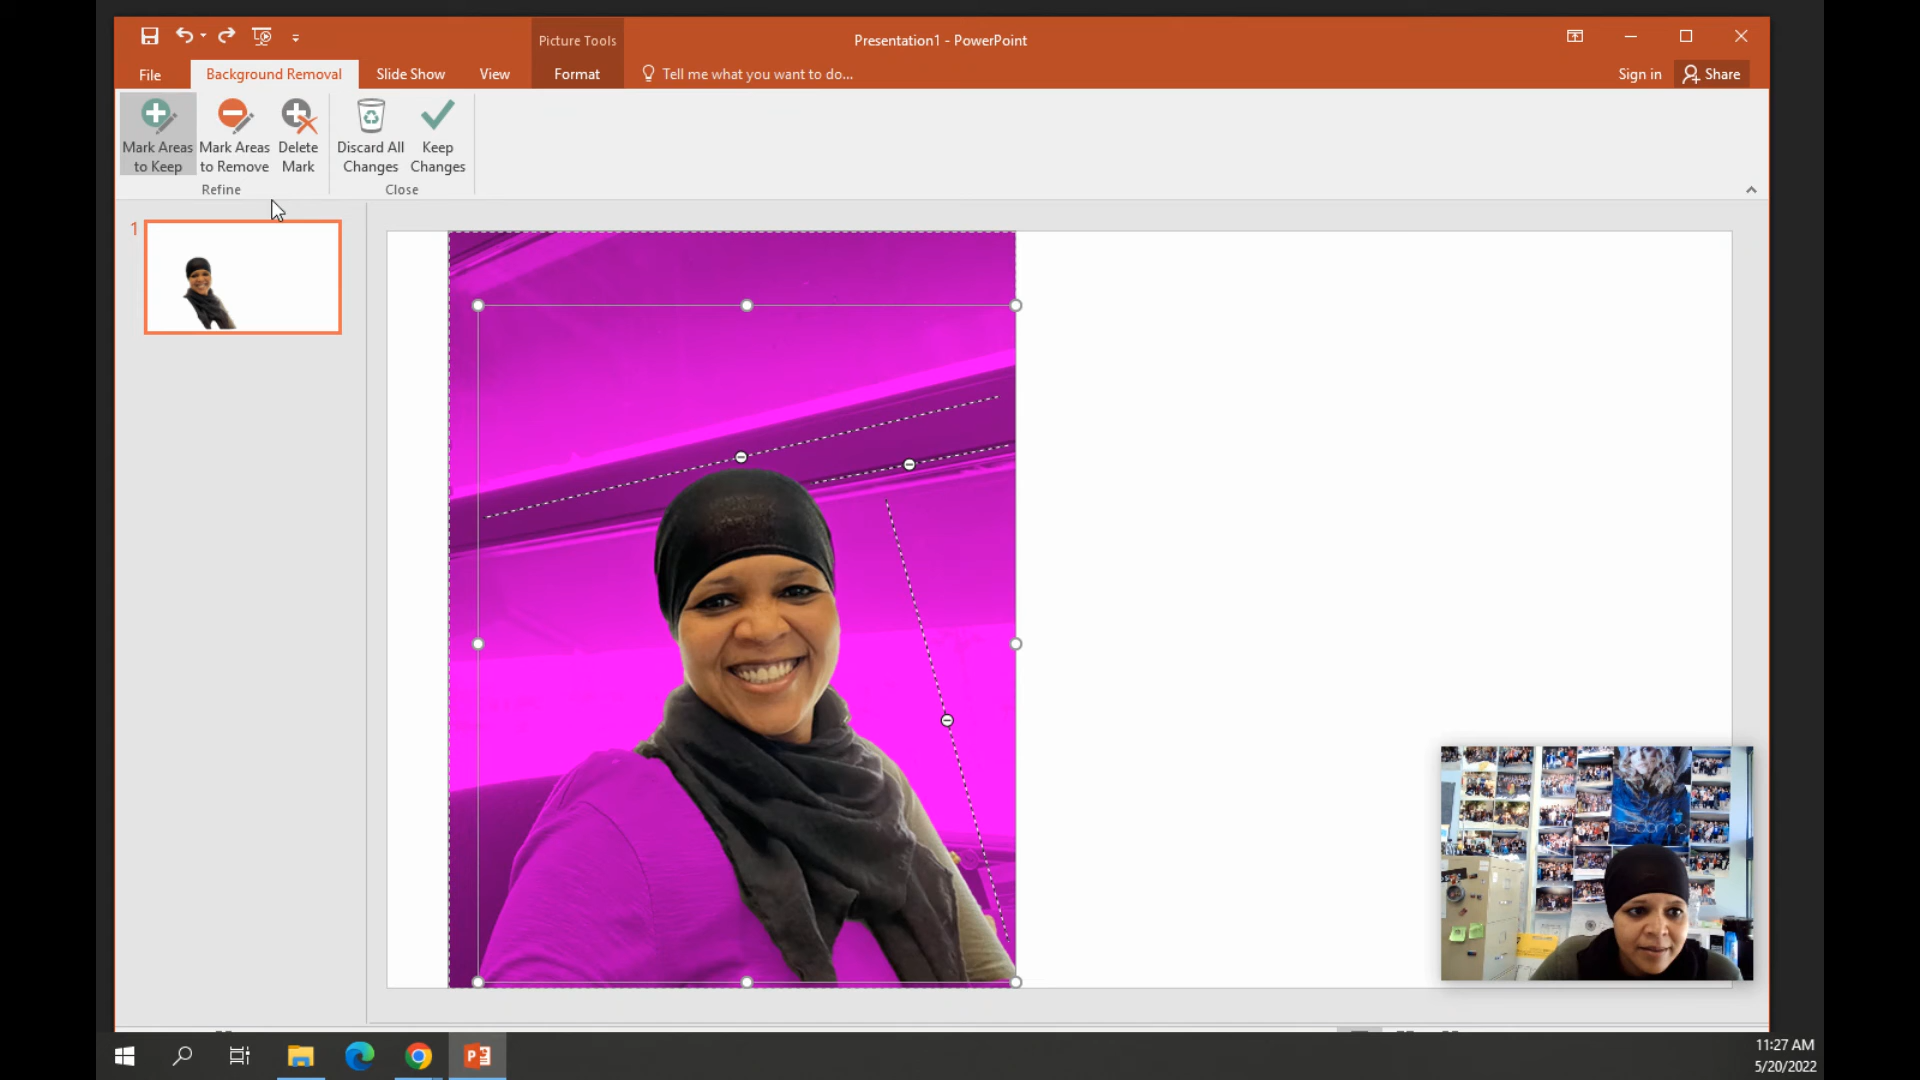 Picture Tools
Presentation1 - PowerPoint
File
Background Removal
Slide Show
View
Format
Tell me what you want to do...
Sign in
Share
Mark Areas to Keep
Mark Areas to Remove
Delete Mark
Discard All Changes
Keep Changes
Refine
Close
1
11:27 AM
5/20/2022